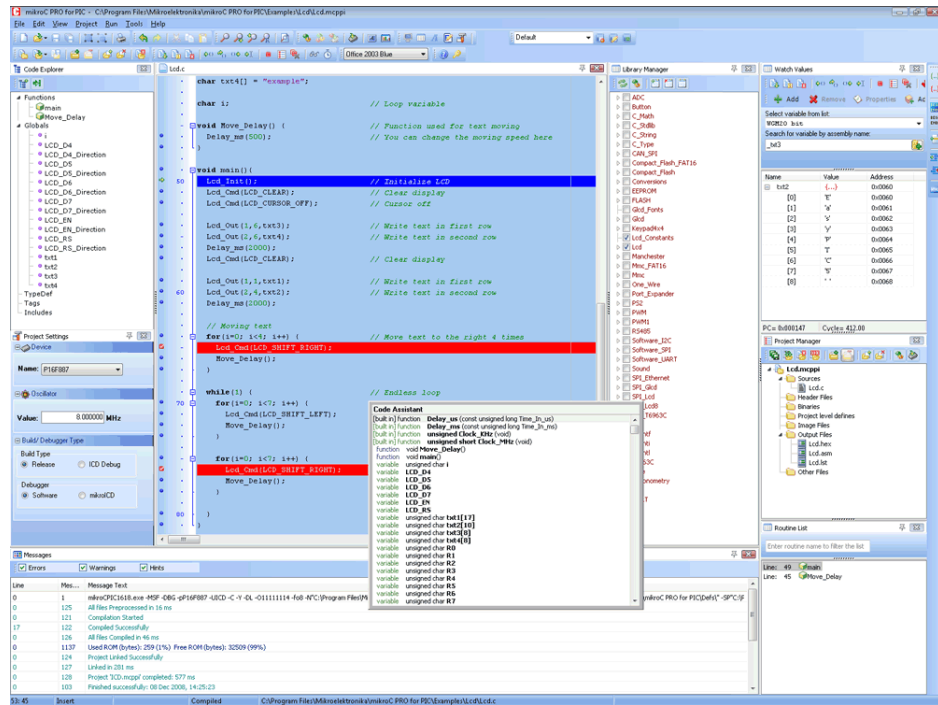 mikroC PRO for PIC - C:\Program Files\Mikroelektronika\mikroC PRO for PIC\Examples\Lcd\Lcd.mcppi
File Edit View Project Run Tools Help
Default
Office 2003 Blue
Code Explorer
Functions
main
Move_Delay
Globals
i
LCD_D4
LCD_D4_Direction
LCD_D5
LCD_D5_Direction
LCD_D6
LCD_D6_Direction
LCD_D7
LCD_D7_Direction
LCD_EN
LCD_EN_Direction
LCD_RS
LCD_RS_Direction
txt1
txt2
txt3
txt4
TypeDef
Tags
Includes
Project Settings
Device
Name: P16F887
Oscillator
Value: 8.000000 MHz
Build/ Debugger Type
Build Type
Release ICD Debug
Debugger
Software mikroICD
Lcd.c
char txt4[] = "example";
char i; // Loop variable
void Move_Delay() { // Function used for text moving
Delay_ms(500); // You can change the moving speed here
}
void main(){
50 Lcd_Init(); // Initialize LCD
Lcd_Cmd(LCD_CLEAR); // Clear display
Lcd_Cmd(LCD_CURSOR_OFF); // Cursor off
Lcd_Out(1,6,txt3); // Write text in first row
Lcd_Out(2,6,txt4); // Write text in second row
Delay_ms(2000);
Lcd_Cmd(LCD_CLEAR); // Clear display
Lcd_Out(1,1,txt1); // Write text in first row
60 Lcd_Out(2,4,txt2); // Write text in second row
Delay_ms(2000);
// Moving text
for(i=0; i<4; i++) { // Move text to the right 4 times
Lcd_Cmd(LCD_SHIFT_RIGHT);
Move_Delay();
}
while(1) { // Endless loop
70 for(i=0; i<7; i++) {
Lcd_Cmd(LCD_SHIFT_LEFT);
Move_Delay();
}
for(i=0; i<7; i++) {
Lcd_Cmd(LCD_SHIFT_RIGHT);
Move_Delay();
}
80 }
}
Code Assistant
[built in] function Delay_us (const unsigned long Time_In_us)
[built in] function Delay_ms (const unsigned long Time_In_ms)
[built in] function unsigned Clock_KHz (void)
[built in] function unsigned short Clock_MHz (void)
function void Move_Delay()
function void main()
variable unsigned char i
variable LCD_D4
variable LCD_D5
variable LCD_D6
variable LCD_D7
variable LCD_EN
variable LCD_RS
variable unsigned char txt1[17]
variable unsigned char txt2[10]
variable unsigned char txt3[8]
variable unsigned char txt4[8]
variable unsigned char R0
variable unsigned char R1
variable unsigned char R2
variable unsigned char R3
variable unsigned char R4
variable unsigned char R5
variable unsigned char R6
variable unsigned char R7
Library Manager
ADC
Button
C_Math
C_Stdlib
C_String
C_Type
CAN_SPI
Compact_Flash_FAT16
Compact_Flash
Conversions
EEPROM
FLASH
Glcd_Fonts
Glcd
Keypad4x4
Lcd_Constants
Lcd
Manchester
Mmc_FAT16
Mmc
One_Wire
Port_Expander
PS2
PWM
PWM1
RS485
Software_I2C
Software_SPI
Software_UART
Sound
SPI_Ethernet
SPI_Glcd
SPI_Lcd
Watch Values
Add Remove Properties
Select variable from list:
Search for variable by assembly name:
_txt3
Name Value Address
txt2 {...} 0x0060
[0] 'E' 0x0060
[1] 'a' 0x0061
[2] 's' 0x0062
[3] 'y' 0x0063
[4] 'P' 0x0064
[5] 'I' 0x0065
[6] 'C' 0x0066
[7] '5' 0x0067
[8] ' ' 0x0068
PC= 0x000147 Cycle= 412.00
Project Manager
Lcd.mcppi
Sources
Lcd.c
Header Files
Binaries
Project level defines
Image Files
Output Files
Lcd.hex
Lcd.asm
Lcd.lst
Other Files
Routine List
Enter routine name to filter the list
Line: 49 main
Line: 45 Move_Delay
Messages
Errors Warnings Hints
Line Mes... Message Text
0 1 mikroCPIC1618.exe -MSF -DBG -pP16F887
0 125 All files Preprocessed in 16 ms
0 121 Compilation Started
17 122 Compiled Successfully
0 126 All files Compiled in 46 ms
0 1137 Used ROM (bytes): 259 (1%) Free ROM (bytes): 32509 (99%)
0 124 Project Linked Successfully
0 127 Linked in 281 ms
0 128 Project 'ICD.mcppi' completed: 577 ms
0 103 Finished successfully: 08 Dec 2008, 14:25:23
53: 45 Insert Compiled C:\Program Files\Mikroelektronika\mikroC PRO for PIC\Examples\Lcd\Lcd.c